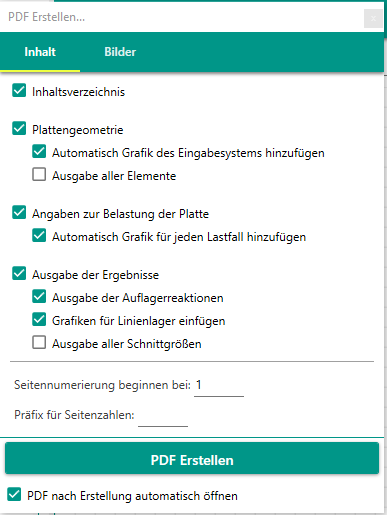 PDF Erstellen...
x
Inhalt Bilder
Inhaltsverzeichnis
Plattengeometrie
Automatisch Grafik des Eingabesystems hinzufügen
Ausgabe aller Elemente
Angaben zur Belastung der Platte
Automatisch Grafik für jeden Lastfall hinzufügen
Ausgabe der Ergebnisse
Ausgabe der Auflagerreaktionen
Grafiken für Linienlager einfügen
Ausgabe aller Schnittgrößen
Seitennumerierung beginnen bei: 1
Präfix für Seitenzahlen:
PDF Erstellen
PDF nach Erstellung automatisch öffnen